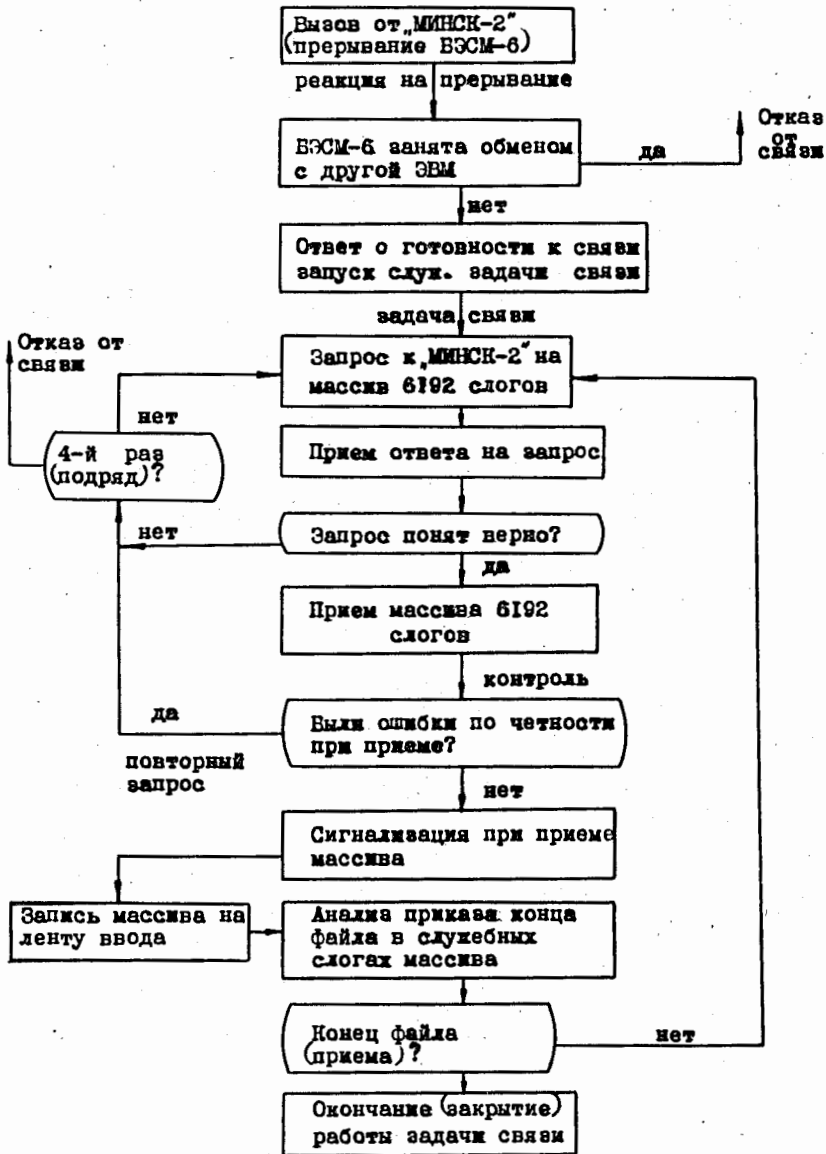 Вызов от „МИНСК-2"
(прерывание БЭСМ-6)
реакция на прерывание
БЭСМ-6 занята обменом
с другой ЭВМ
да
Отказ
от
связи
нет
Ответ о готовности к связи
запуск служ. задачи связи
задача связи
Отказ от
связи
Запрос к „МИНСК-2" на
массив 6192 слогов
нет
4-й раз
(подряд)?
Прием ответа на запрос
нет
Запрос понят верно?
да
Прием массива 6192
слогов
контроль
да
Были ошибки по четности
при приеме?
повторный
запрос
нет
Сигнализация при приеме
массива
Запись массива на
ленту ввода
Анализ приказа конца
файла в служебных
слогах массива
Конец файла
(приема)?
нет
Окончание (закрытие)
работы задачи связи